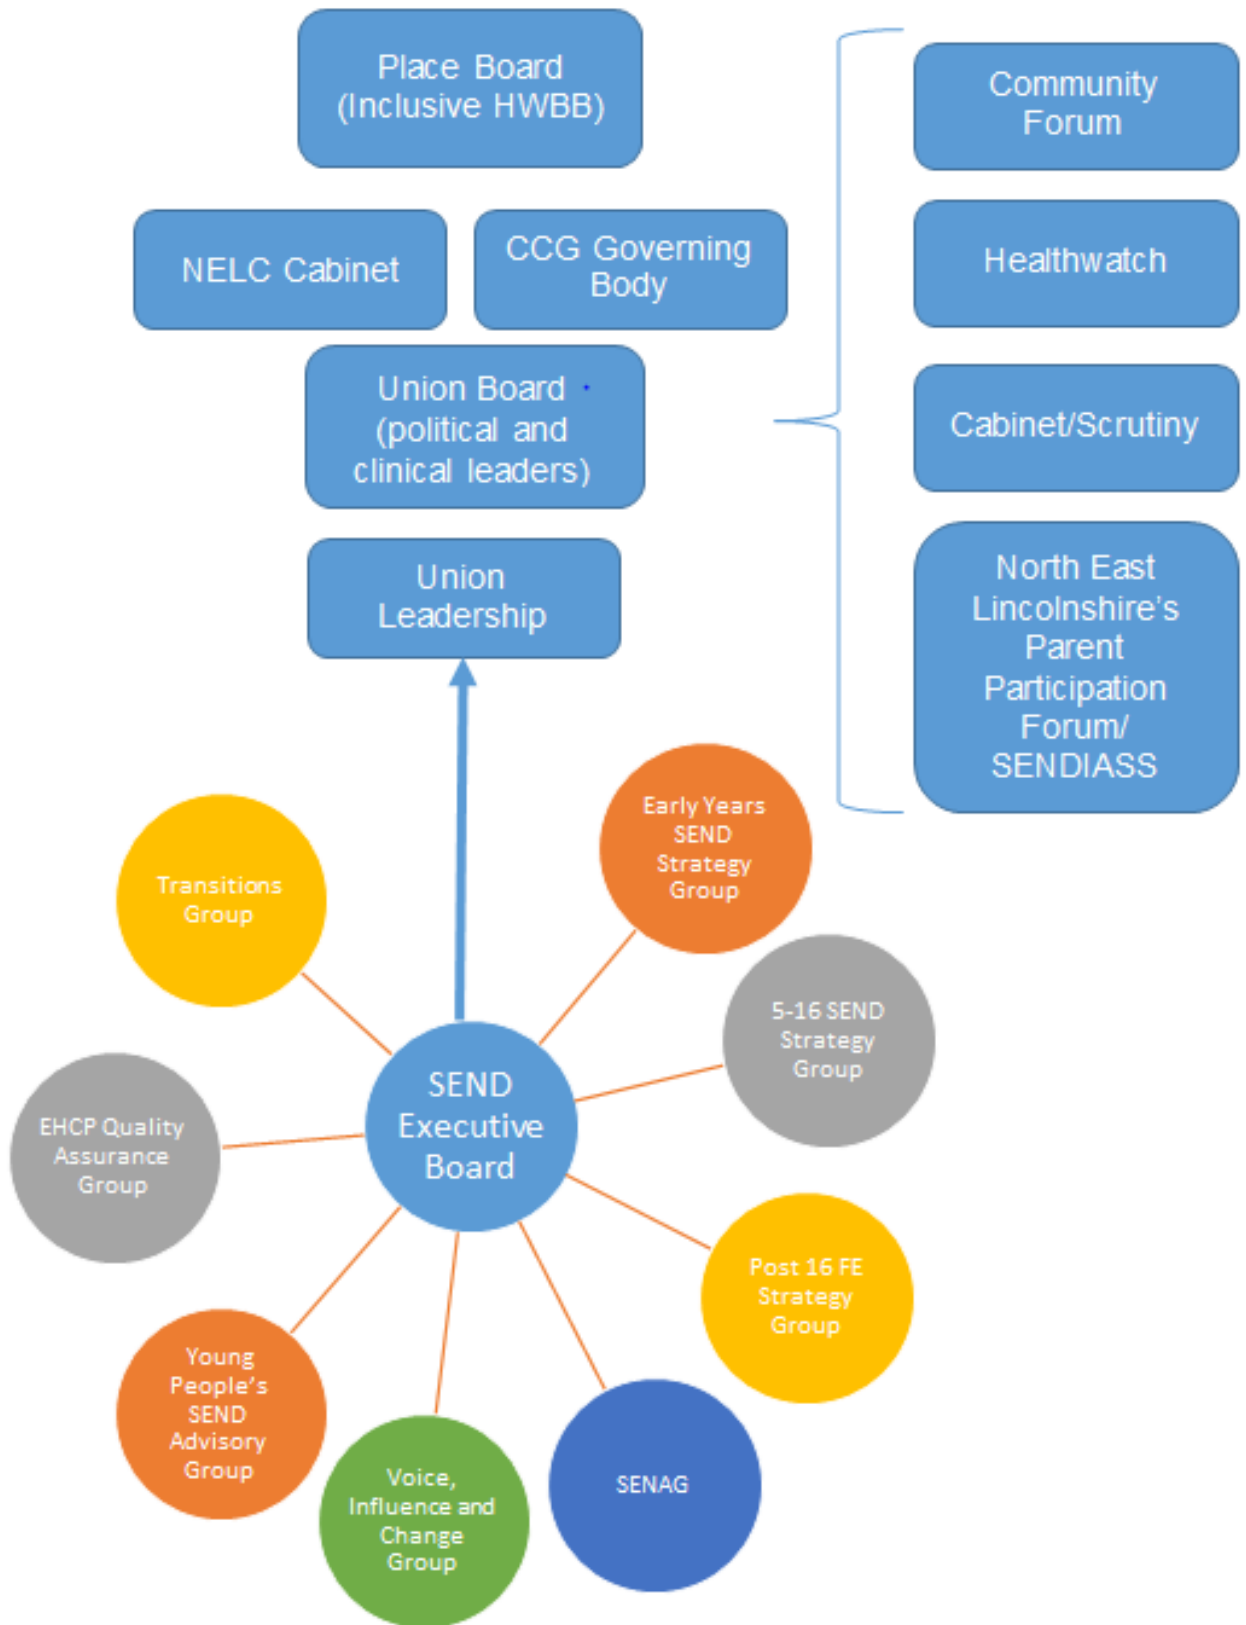 Place Board
(Inclusive HWBB)
NELC Cabinet
CCG Governing
Body
Union Board
(political and
clinical leaders)
Union
Leadership
Community
Forum
Healthwatch
Cabinet/Scrutiny
North East
Lincolnshire’s
Parent
Participation
Forum/
SENDIASS
Early Years
SEND
Strategy
Group
Transitions
Group
5-16 SEND
Strategy
Group
SEND
Executive
Board
EHCP Quality
Assurance
Group
Post 16 FE
Strategy
Group
Young
People’s
SEND
Advisory
Group
Voice,
Influence and
Change
Group
SENAG